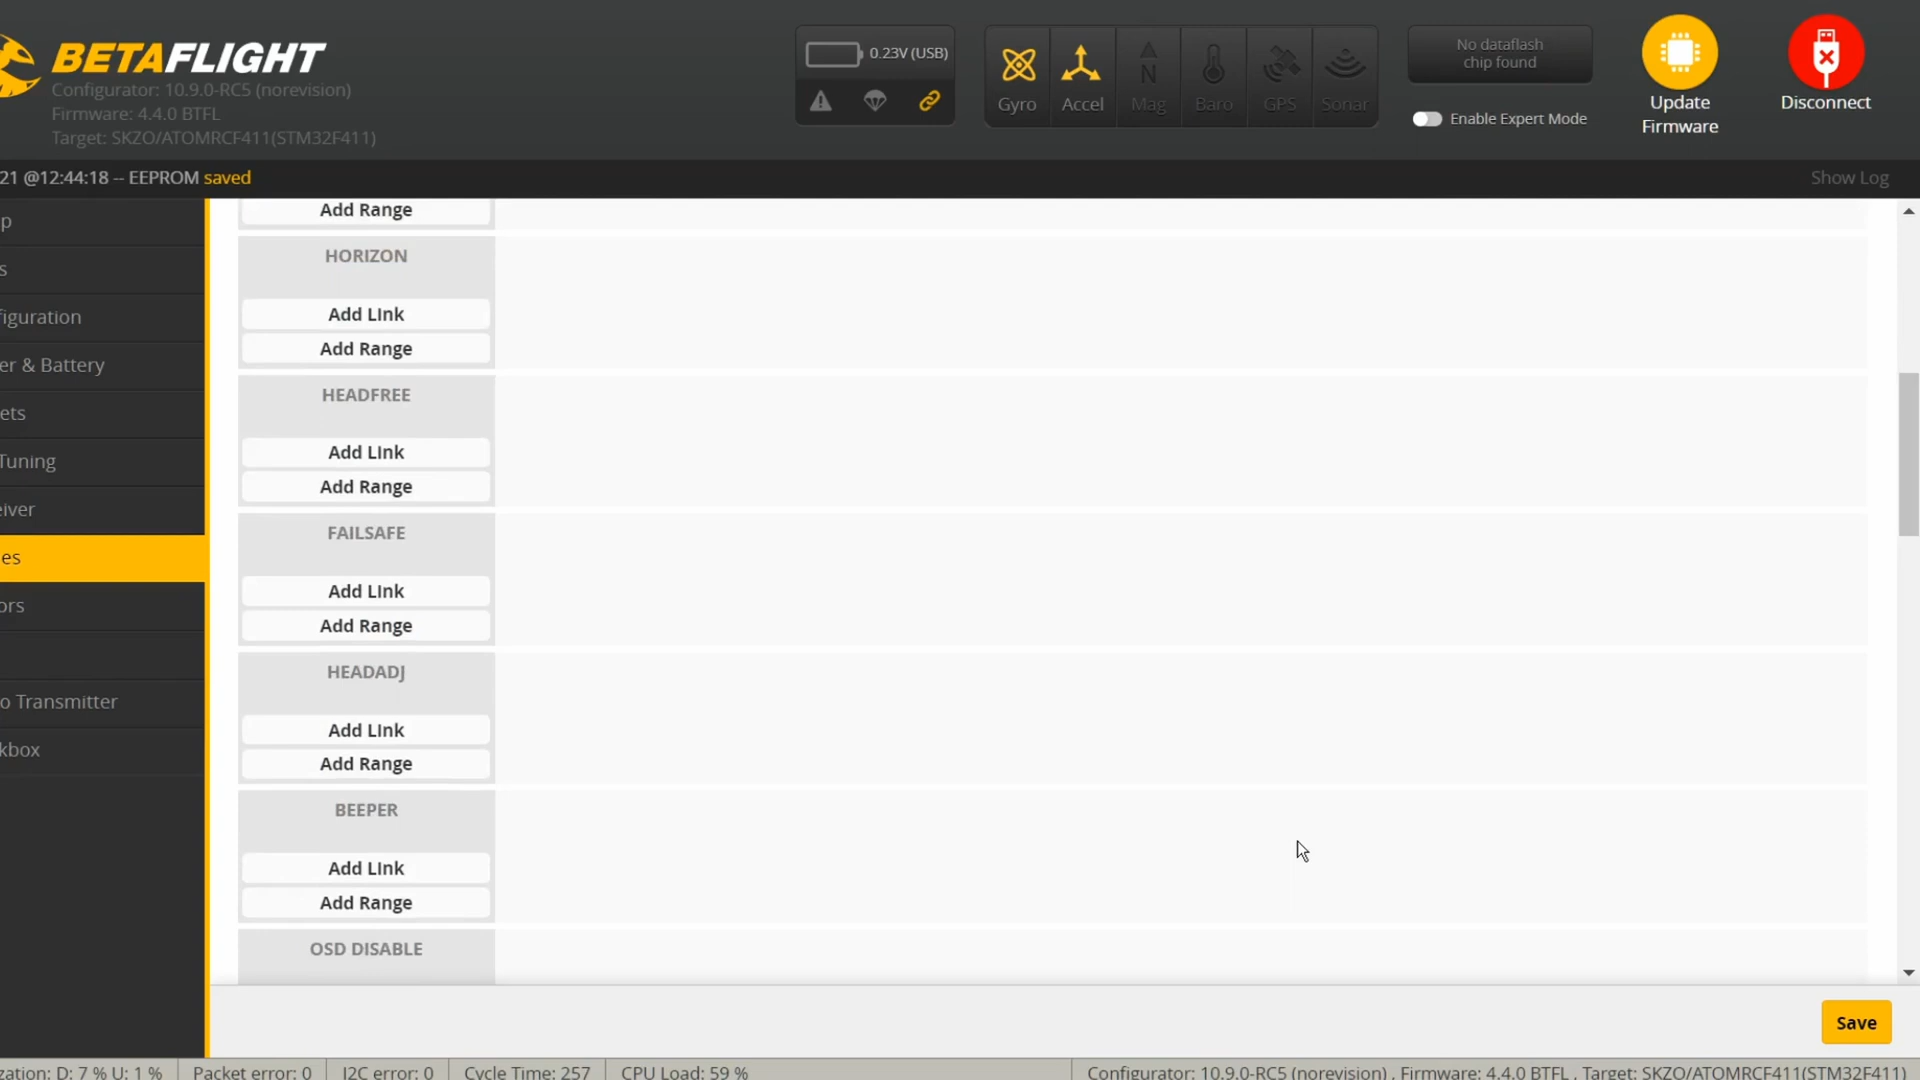 BETAFLIGHT
Configurator: 10.9.0-RC5 (norevision)
Firmware: 4.4.0 BTFL
Target: SKZO/ATOMRCF411(STM32F411)
0.23V (USB)
Gyro
Accel
Mag
Baro
GPS
Sonar
No dataflash
chip found
Enable Expert Mode
Update
Firmware
Disconnect
21 @12:44:18 -- EEPROM saved
Show Log
p
s
figuration
er & Battery
ets
Tuning
eiver
es
ors
o Transmitter
kbox
Add Range
HORIZON
Add Link
Add Range
HEADFREE
Add Link
Add Range
FAILSAFE
Add Link
Add Range
HEADADJ
Add Link
Add Range
BEEPER
Add Link
Add Range
OSD DISABLE
Save
zation: D: 7 % U: 1 %
Packet error: 0
I2C error: 0
Cycle Time: 257
CPU Load: 59 %
Configurator: 10.9.0-RC5 (norevision) , Firmware: 4.4.0 BTFL , Target: SKZO/ATOMRCF411(STM32F411)